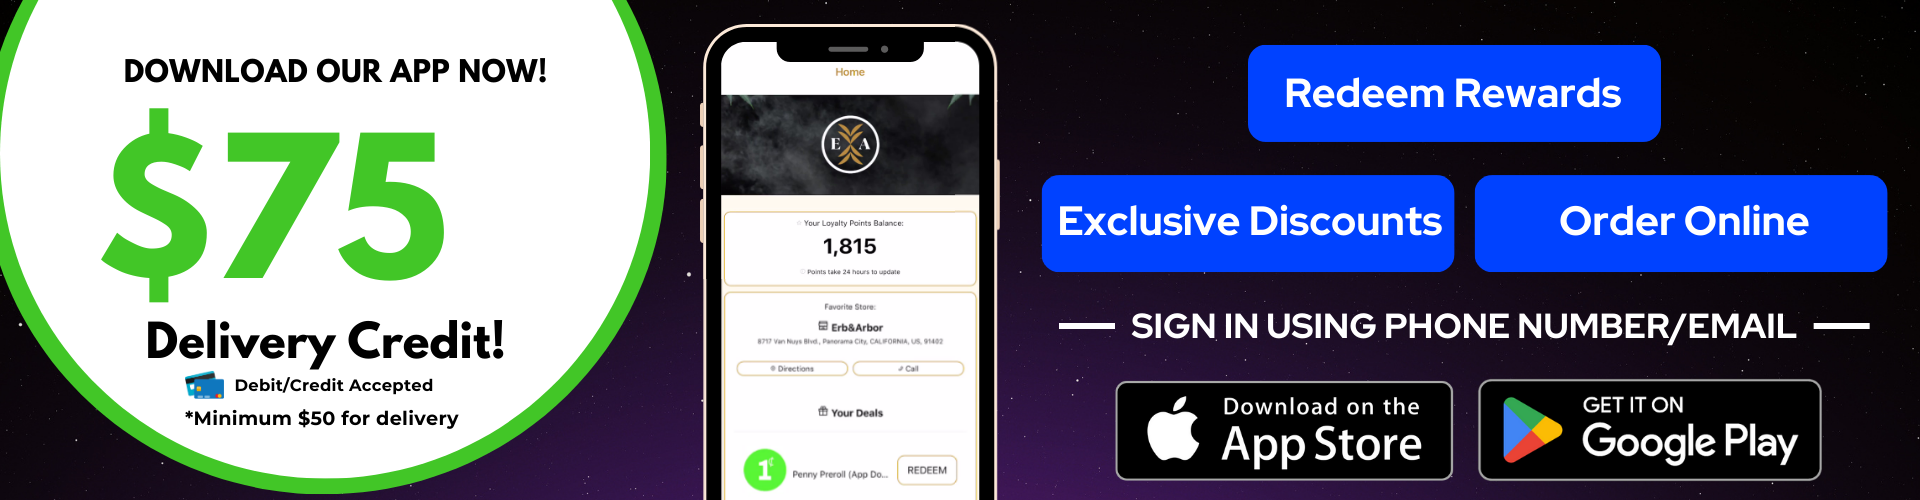 DOWNLOAD OUR APP NOW!
$75
Delivery Credit!
Debit/Credit Accepted
*Minimum $50 for delivery
Home
E A
Your Loyalty Points Balance:
1,815
Points take 24 hours to update
Favorite Store:
Erb&Arbor
8717 Van Nuys Blvd., Panorama City, CALIFORNIA, US, 91402
Directions
Call
Your Deals
1¢
Penny Preroll (App Do...
REDEEM
Redeem Rewards
Exclusive Discounts
Order Online
SIGN IN USING PHONE NUMBER/EMAIL
Download on the
App Store
GET IT ON
Google Play